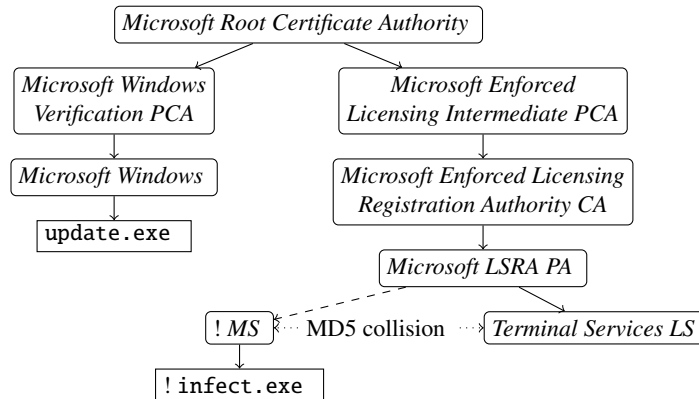 Microsoft Root Certificate Authority
Microsoft Windows
Verification PCA
Microsoft Enforced
Licensing Intermediate PCA
Microsoft Windows
Microsoft Enforced Licensing
Registration Authority CA
update.exe
Microsoft LSRA PA
! MS
MD5 collision
Terminal Services LS
! infect.exe